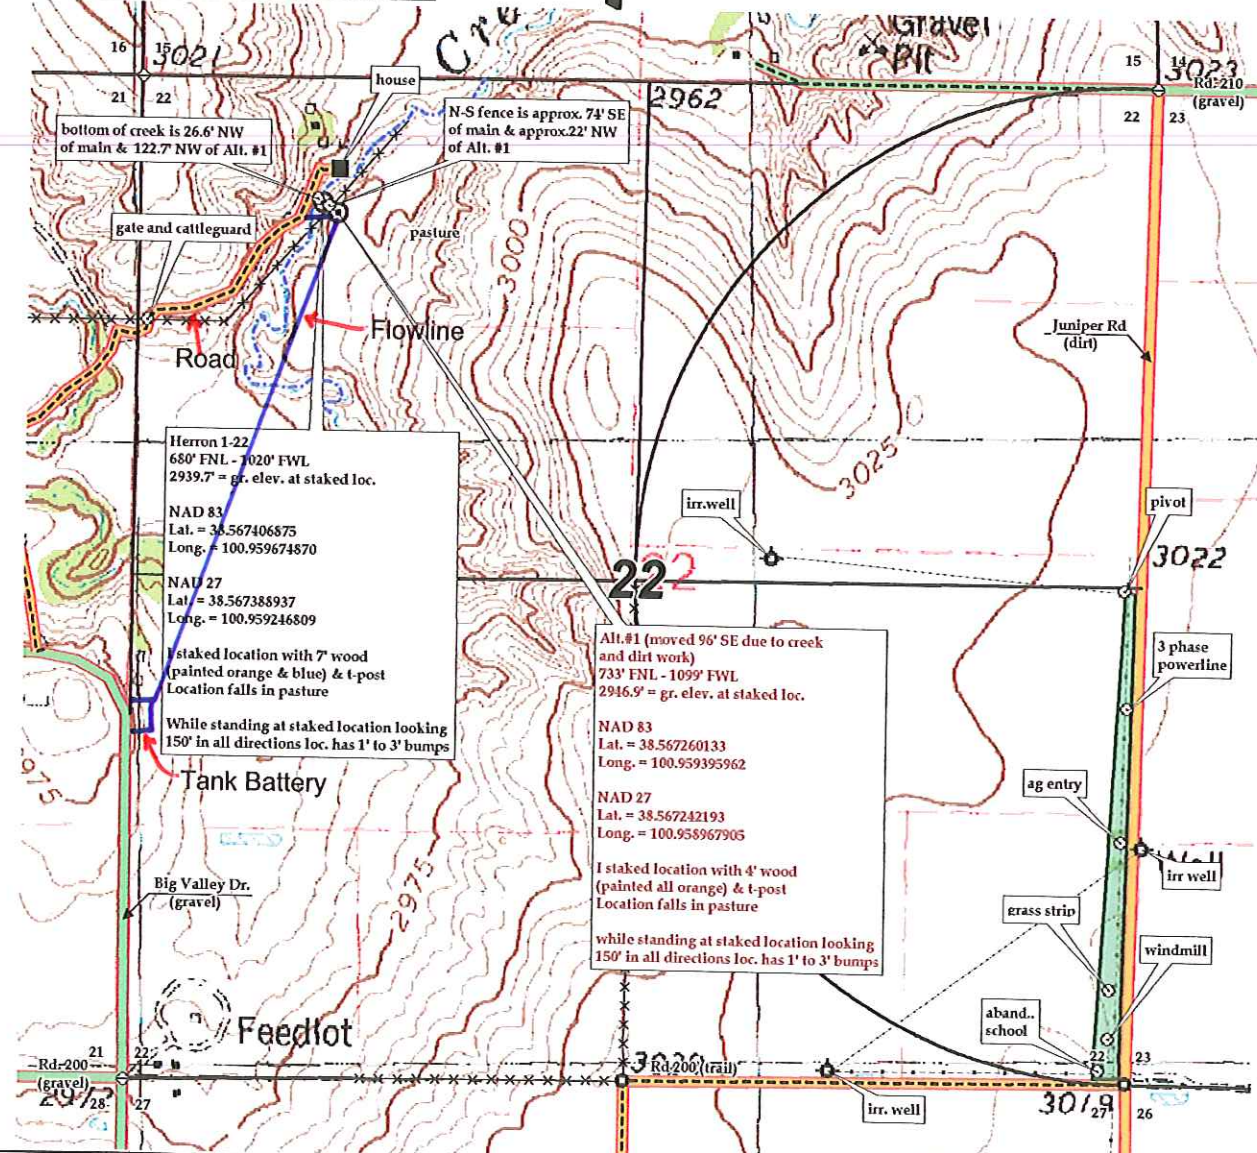 Cre
Gravel
Pit
16
15
3021
15
14
3023
Rd. 210
(gravel)
21
22
22
23
house
2962
N-S fence is approx. 74' SE
of main & approx.22' NW
of Alt. #1
bottom of creek is 26.6' NW
of main & 122.7' NW of Alt. #1
gate and cattleguard
pasture
3000
Flowline
Road
Juniper Rd
(dirt)
Herron 1-22
680' FNL - 1020' FWL
2939.7' = gr. elev. at staked loc.
NAD 83
Lat. = 38.567406875
Long. = 100.959674870
NAD 27
Lat. = 38.567388937
Long. = 100.959246809
I staked location with 7' wood
(painted orange & blue) & t-post
Location falls in pasture
While standing at staked location looking
150' in all directions loc. has 1' to 3' bumps
3025
irr.well
pivot
22
22
3022
Alt.#1 (moved 96' SE due to creek
and dirt work)
733' FNL - 1099' FWL
2946.9' = gr. elev. at staked loc.
NAD 83
Lat. = 38.567260133
Long. = 100.959395962
NAD 27
Lat. = 38.567242193
Long. = 100.958967905
I staked location with 4' wood
(painted all orange) & t-post
Location falls in pasture
while standing at staked location looking
150' in all directions loc. has 1' to 3' bumps
3 phase
powerline
2975
Tank Battery
ag entry
Well
irr well
Big Valley Dr.
(gravel)
2975
grass strip
windmill
Feedlot
aband..
school
21
22
Rd. 200
(gravel)
3020
Rd 200 (trail)
22
23
28
27
irr. well
3019
27
26